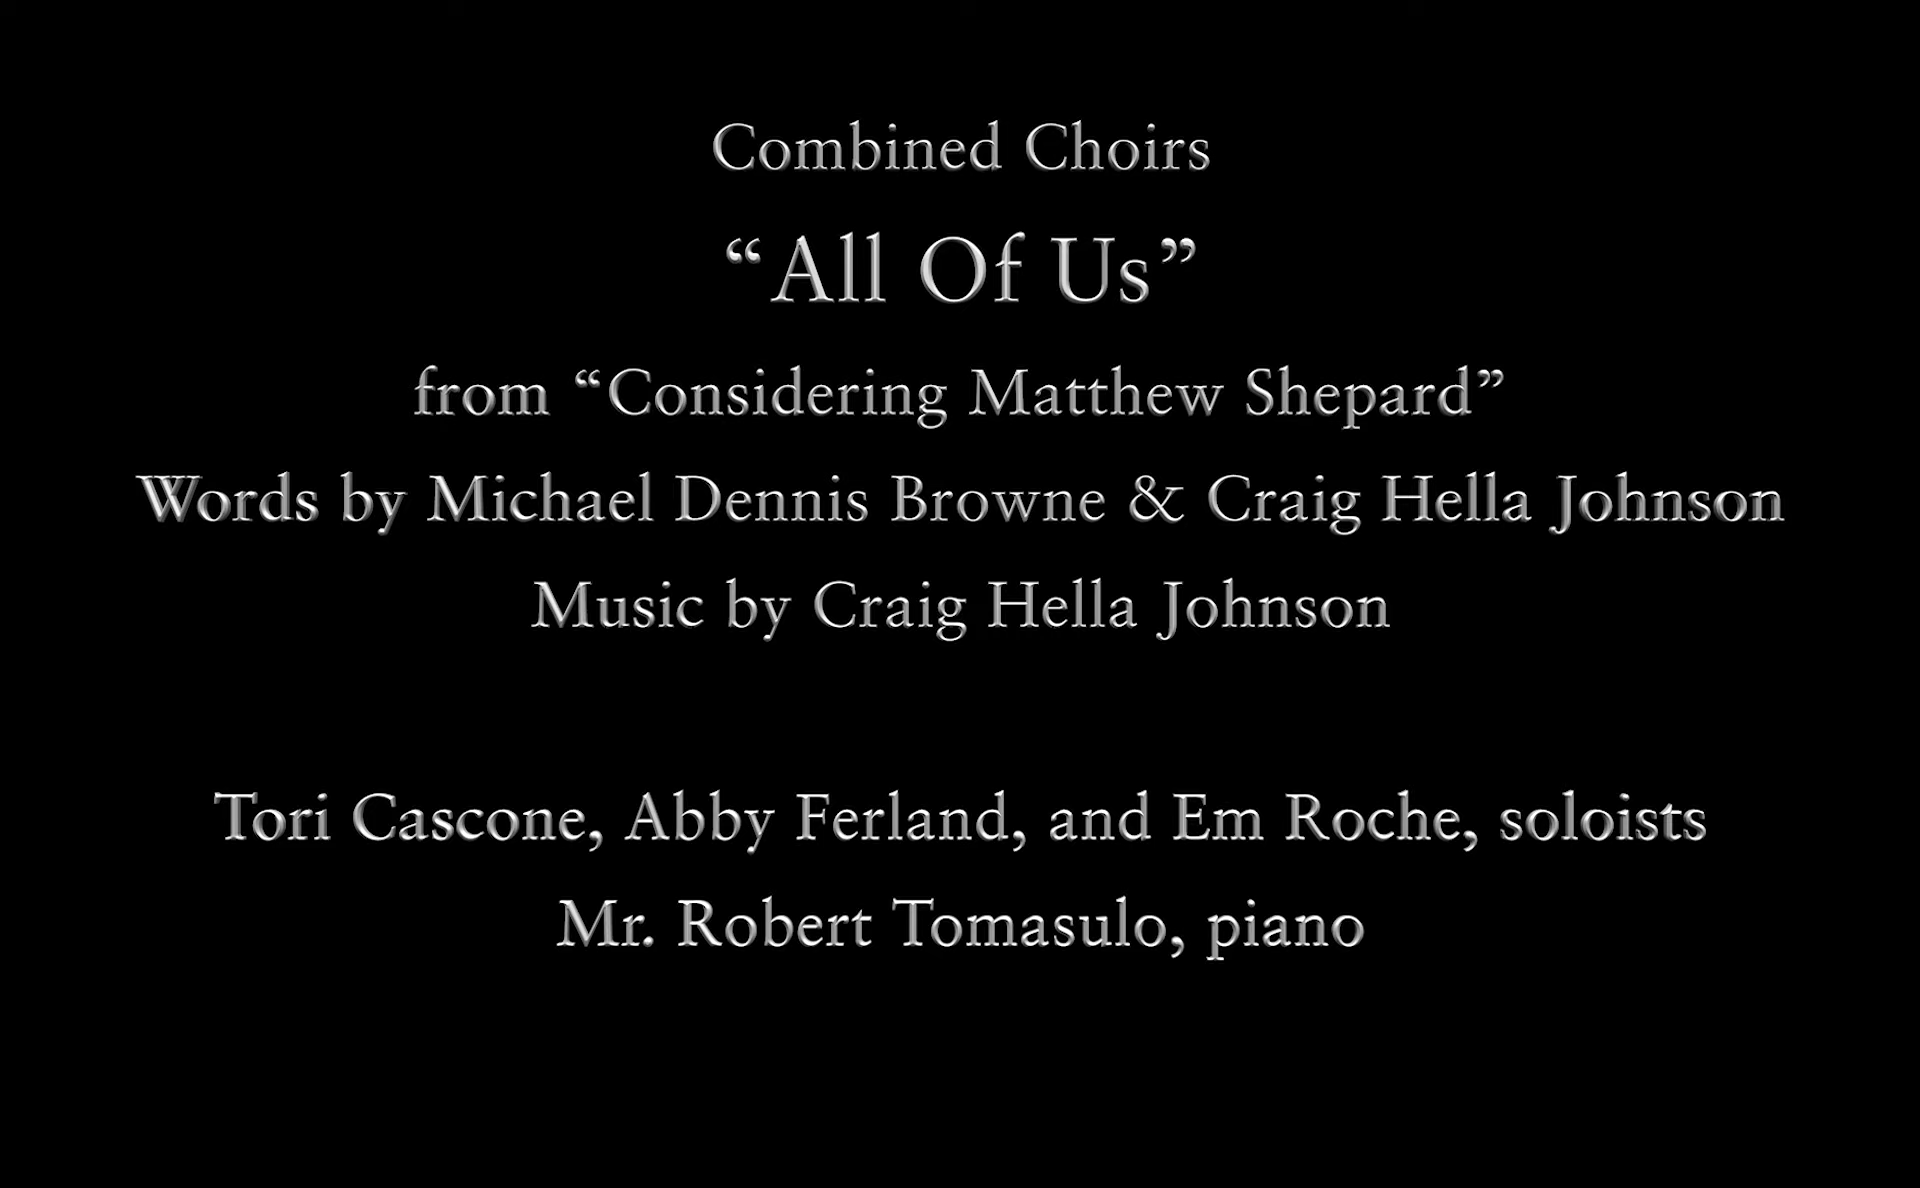 Combined Choirs
“All Of Us”
from “Considering Matthew Shepard”
Words by Michael Dennis Browne & Craig Hella Johnson
Music by Craig Hella Johnson
Tori Cascone, Abby Ferland, and Em Roche, soloists
Mr. Robert Tomasulo, piano